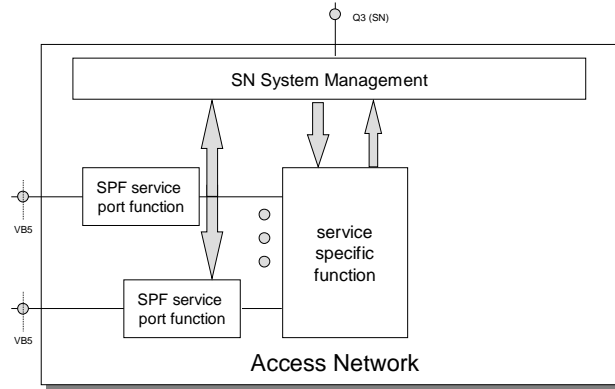 Q3 (SN)
SN System Management
SPF service
port function
VB5
service
specific
function
SPF service
port function
VB5
Access Network